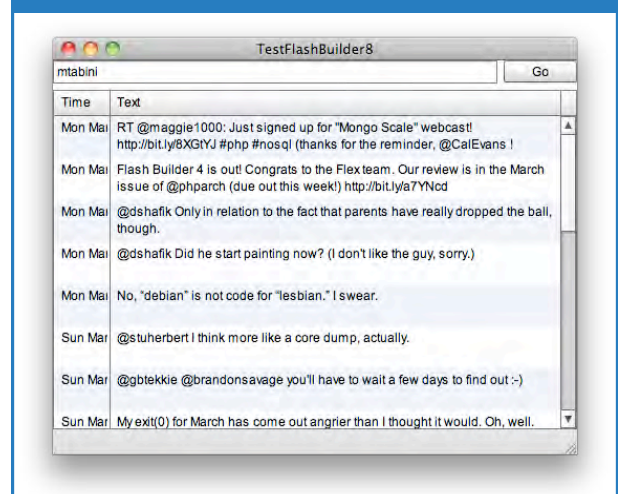 TestFlashBuilder8
mtabini
Go
Time Text
Mon Mar RT @maggie1000: Just signed up for "Mongo Scale" webcast!
http://bit.ly/8XGtYJ #php #nosql (thanks for the reminder, @CalEvans !
Mon Mar Flash Builder 4 is out! Congrats to the Flex team. Our review is in the March
issue of @phparch (due out this week!) http://bit.ly/a7YNcd
Mon Mar @dshafik Only in relation to the fact that parents have really dropped the ball,
though.
Mon Mar @dshafik Did he start painting now? (I don't like the guy, sorry.)
Mon Mar No, "debian" is not code for "lesbian." I swear.
Sun Mar @stuherbert I think more like a core dump, actually.
Sun Mar @gbtekkie @brandonsavage you'll have to wait a few days to find out :-)
Sun Mar My exit(0) for March has come out angrier than I thought it would. Oh, well.